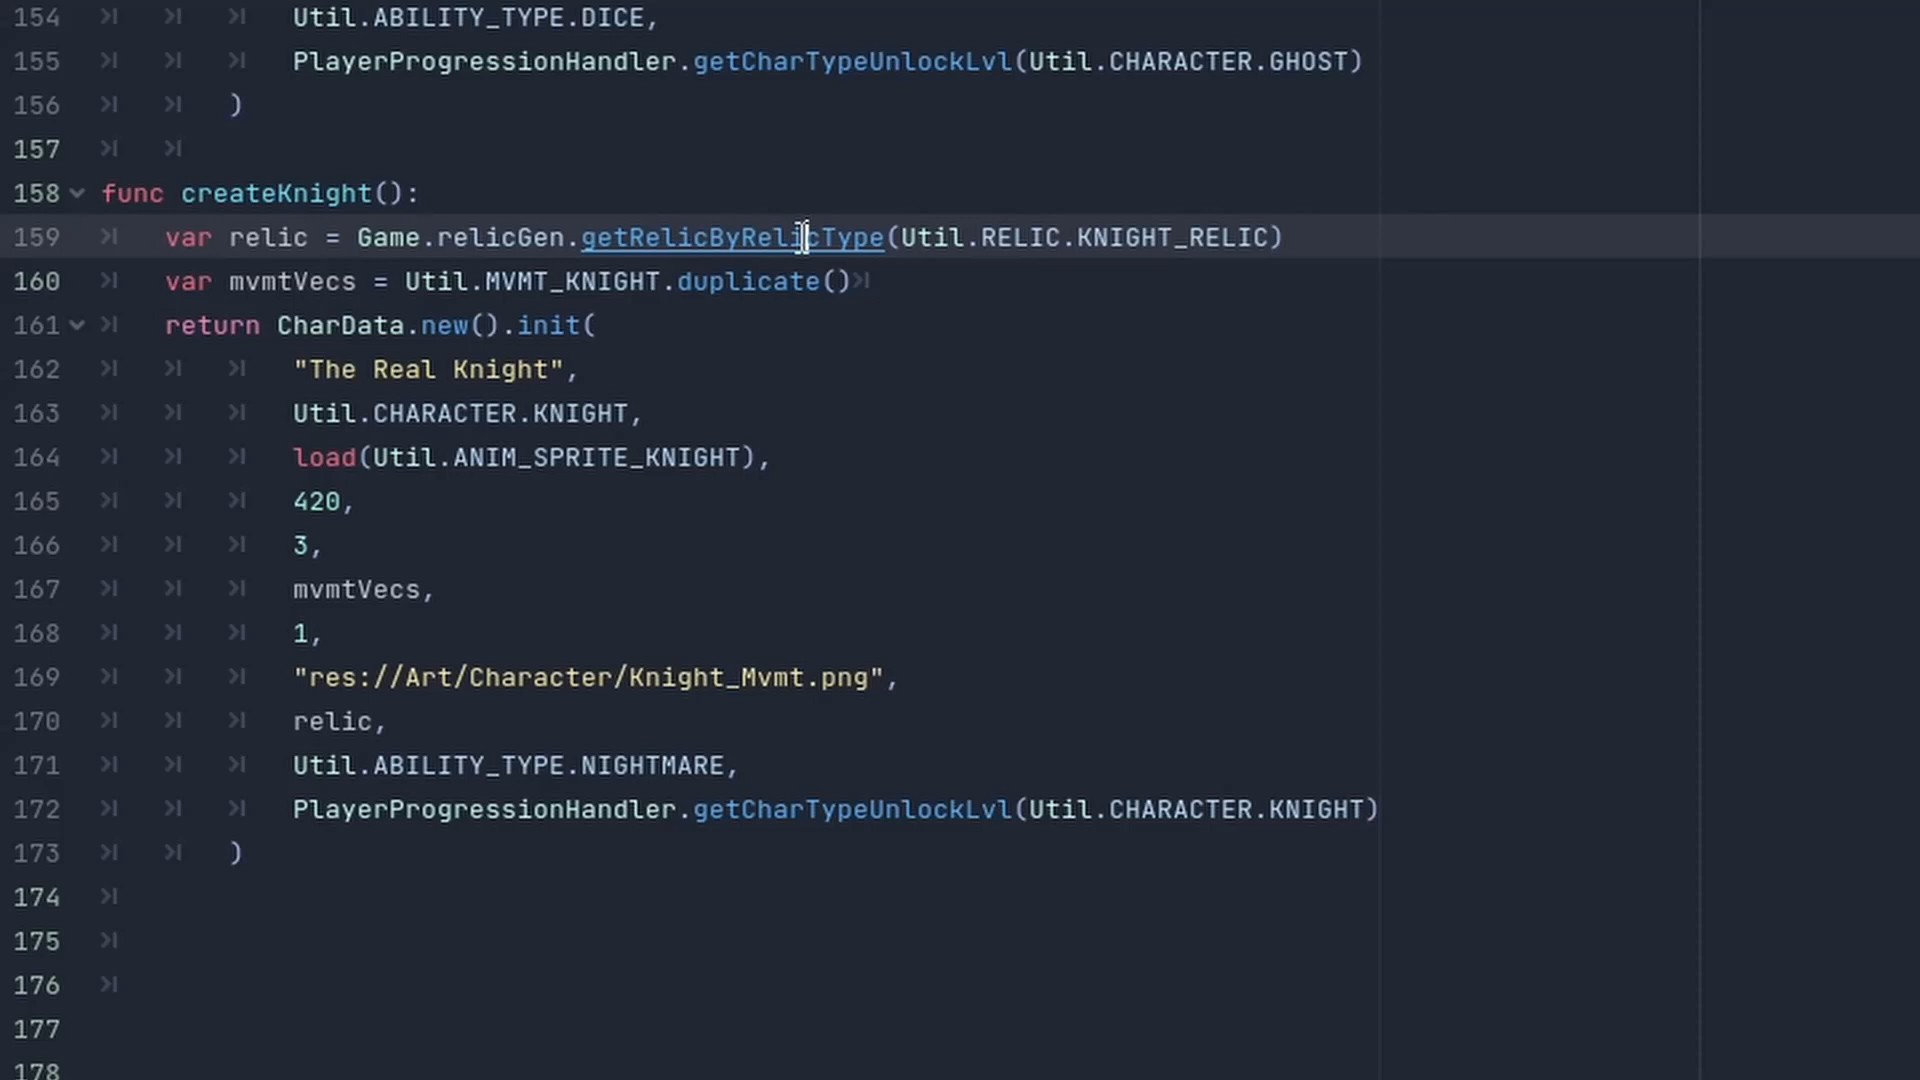 154 Util.ABILITY_TYPE.DICE,
155 PlayerProgressionHandler.getCharTypeUnlockLvl(Util.CHARACTER.GHOST)
156 )
157
158 func createKnight():
159 var relic = Game.relicGen.getRelicByRelicType(Util.RELIC.KNIGHT_RELIC)
160 var mvmtVecs = Util.MVMT_KNIGHT.duplicate()
161 return CharData.new().init(
162 "The Real Knight",
163 Util.CHARACTER.KNIGHT,
164 load(Util.ANIM_SPRITE_KNIGHT),
165 420,
166 3,
167 mvmtVecs,
168 1,
169 "res://Art/Character/Knight_Mvmt.png",
170 relic,
171 Util.ABILITY_TYPE.NIGHTMARE,
172 PlayerProgressionHandler.getCharTypeUnlockLvl(Util.CHARACTER.KNIGHT)
173 )
174
175
176
177
178